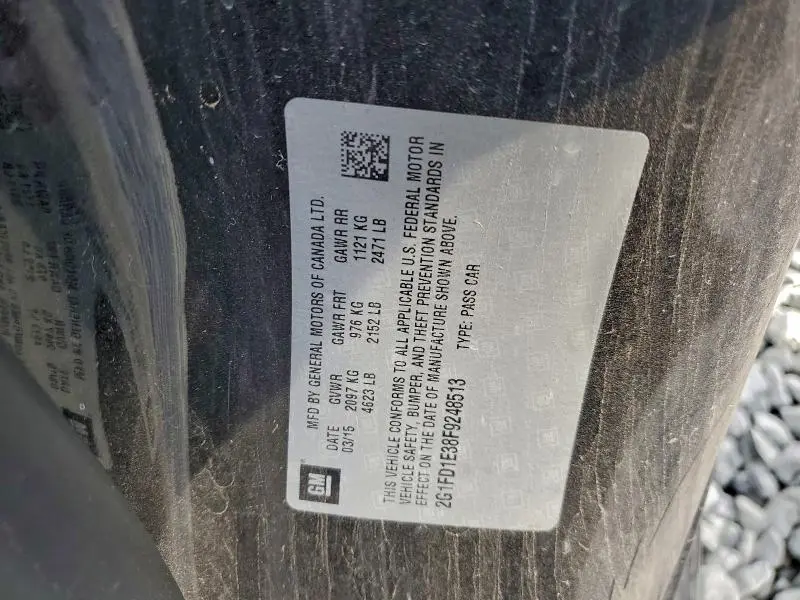 GM
MFD BY GENERAL MOTORS OF CANADA LTD.
DATE GVWR GAWR FRT GAWR RR
03/15 2097 KG 976 KG 1121 KG
4623 LB 2152 LB 2471 LB
THIS VEHICLE CONFORMS TO ALL APPLICABLE U.S. FEDERAL MOTOR
VEHICLE SAFETY, BUMPER, AND THEFT PREVENTION STANDARDS IN
EFFECT ON THE DATE OF MANUFACTURE SHOWN ABOVE.
2G1FD1E38F9248513 TYPE: PASS CAR